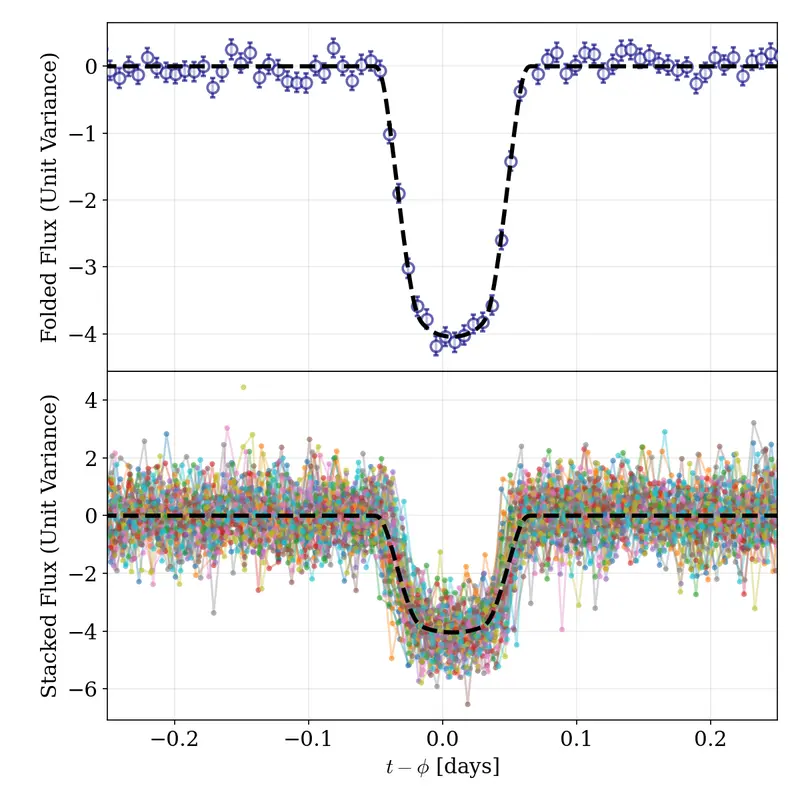 Folded Flux (Unit Variance)
0
−1
−2
−3
−4
Stacked Flux (Unit Variance)
4
2
0
−2
−4
−6
−0.2 −0.1 0.0 0.1 0.2
t − ϕ [days]